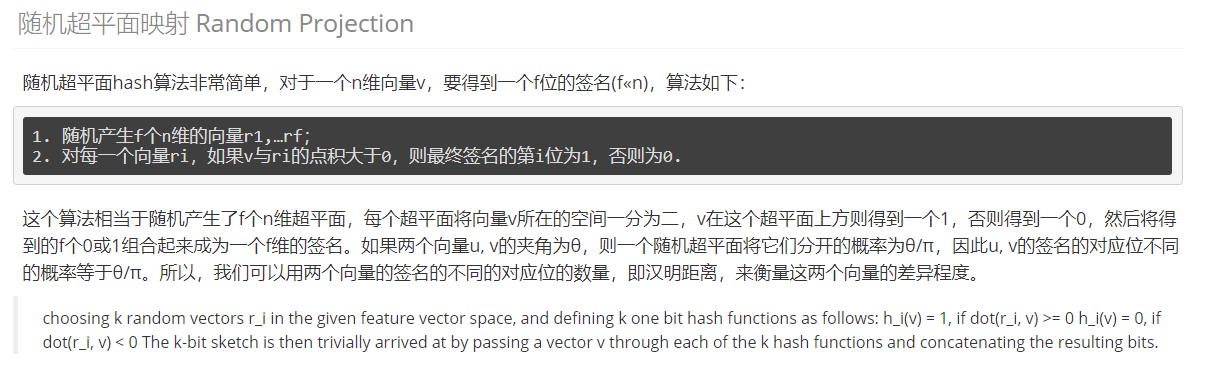 随机超平面映射 Random Projection
随机超平面hash算法非常简单，对于一个n维向量v，要得到一个f位的签名(f«n)，算法如下：
1. 随机产生f个n维的向量r1,…rf；
2. 对每一个向量ri，如果v与ri的点积大于0，则最终签名的第i位为1，否则为0.
这个算法相当于随机产生了f个n维超平面，每个超平面将向量v所在的空间一分为二，v在这个超平面上方则得到一个1，否则得到一个0，然后将得
到的f个0或1组合起来成为一个f维的签名。如果两个向量u, v的夹角为θ，则一个随机超平面将它们分开的概率为θ/π，因此u, v的签名的对应位不同
的概率等于θ/π。所以，我们可以用两个向量的签名的不同的对应位的数量，即汉明距离，来衡量这两个向量的差异程度。
choosing k random vectors r_i in the given feature vector space, and defining k one bit hash functions as follows: h_i(v) = 1, if dot(r_i, v) >= 0 h_i(v) = 0, if
dot(r_i, v) < 0 The k-bit sketch is then trivially arrived at by passing a vector v through each of the k hash functions and concatenating the resulting bits.